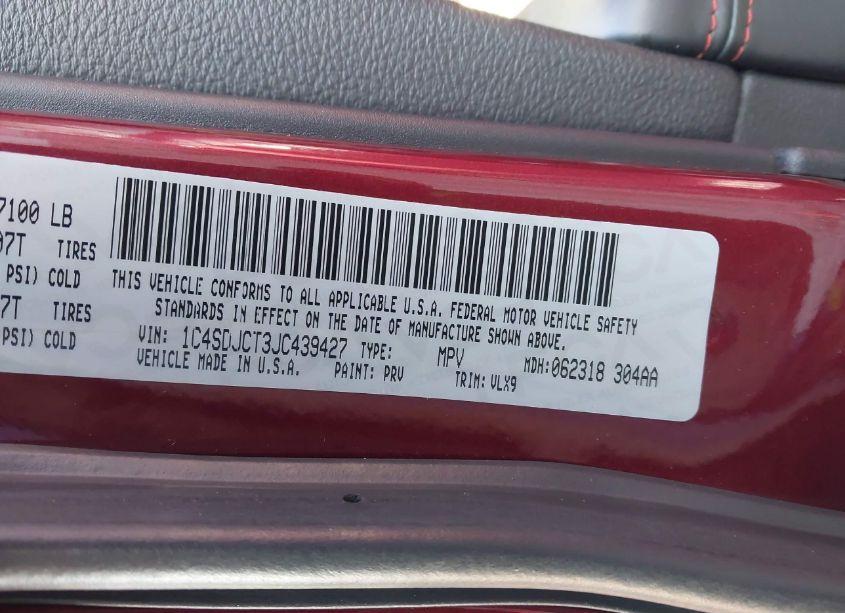 7100 LB
07T TIRES
PSI) COLD
7T TIRES
PSI) COLD
THIS VEHICLE CONFORMS TO ALL APPLICABLE U.S.A. FEDERAL MOTOR VEHICLE SAFETY
STANDARDS IN EFFECT ON THE DATE OF MANUFACTURE SHOWN ABOVE.
VIN: 1C4SDJCT3JC439427 TYPE: MPV MDH:062318 304AA
VEHICLE MADE IN U.S.A. PAINT: PRV TRIM: VLX9